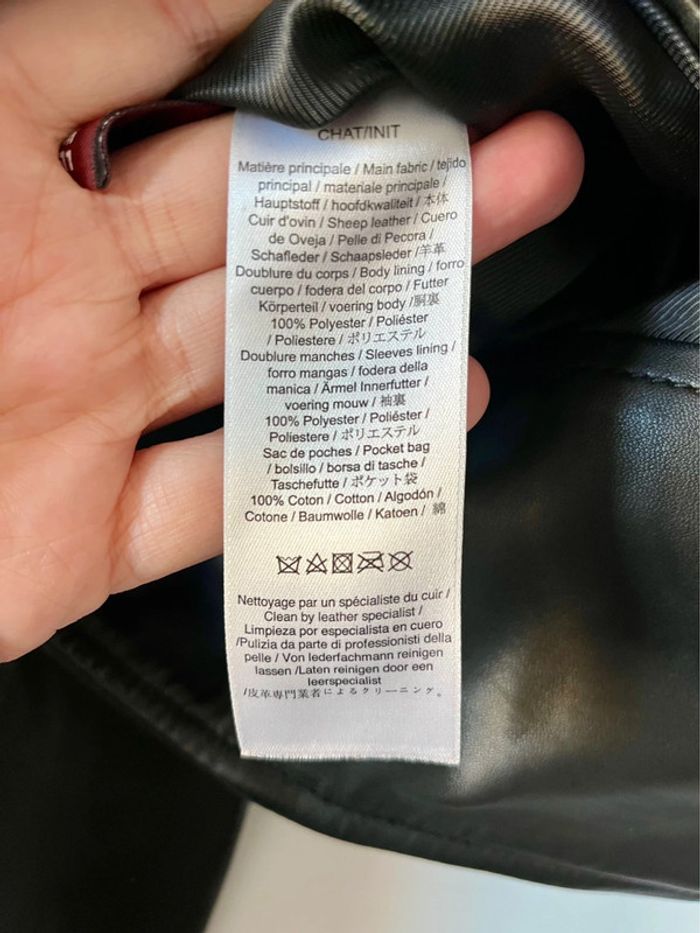 CHAT/INIT
Matière principale / Main fabric / tejido
principal / materiale principale /
Hauptstoff / hoofdkwaliteit / 本体
Cuir d'ovin / Sheep leather / Cuero
de Oveja / Pelle di Pecora /
Schafleder / Schaapsleder /羊革
Doublure du corps / Body lining / forro
cuerpo / fodera del corpo / Futter
Körperteil / voering body /胴裏
100% Polyester / Poliéster
/ Poliestere / ポリエステル
Doublure manches / Sleeves lining /
forro mangas / fodera della
manica / Ärmel Innerfutter /
voering mouw / 袖裏
100% Polyester / Poliéster /
Poliestere / ポリエステル
Sac de poches / Pocket bag
/ bolsillo / borsa di tasche /
Taschefutte / ポケット袋
100% Coton / Cotton / Algodón /
Cotone / Baumwolle / Katoen / 綿
Nettoyage par un spécialiste du cuir /
Clean by leather specialist /
Limpieza por especialista en cuero
/Pulizia da parte di professionisti della
pelle / Von lederfachmann reinigen
lassen /Laten reinigen door een
leerspecialist
/皮革専門業者によるクリーニング。